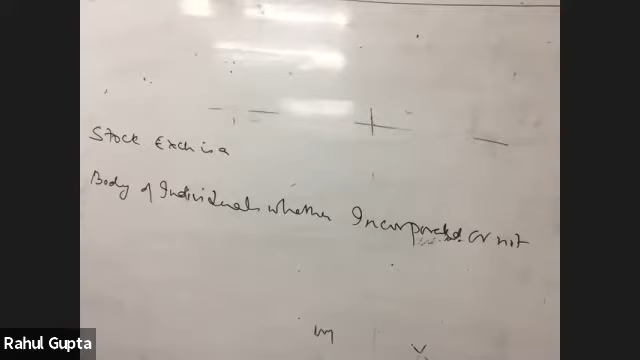 Stock Exch is a
Body of Individuals whether Incorporated or not
Rahul Gupta